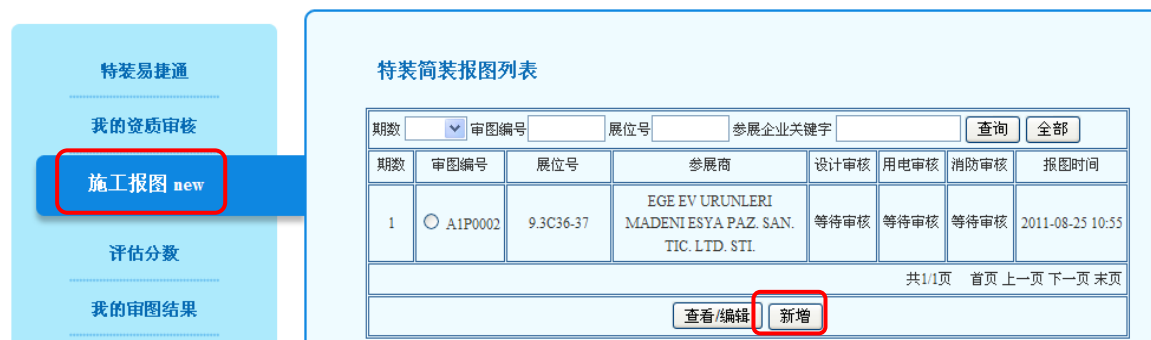 特装易捷通
我的资质审核
施工报图 new
评估分数
我的审图结果
特装简装报图列表
期数 审图编号 展位号 参展企业关键字 查询 全部
期数 审图编号 展位号 参展商 设计审核 用电审核 消防审核 报图时间
EGE EV URUNLERI
1 A1P0002 9.3C36-37 MADENI ESYA PAZ. SAN. 等待审核 等待审核 等待审核 2011-08-25 10:55
TIC. LTD. STI.
共1/1页 首页 上一页 下一页 末页
查看/编辑 新增